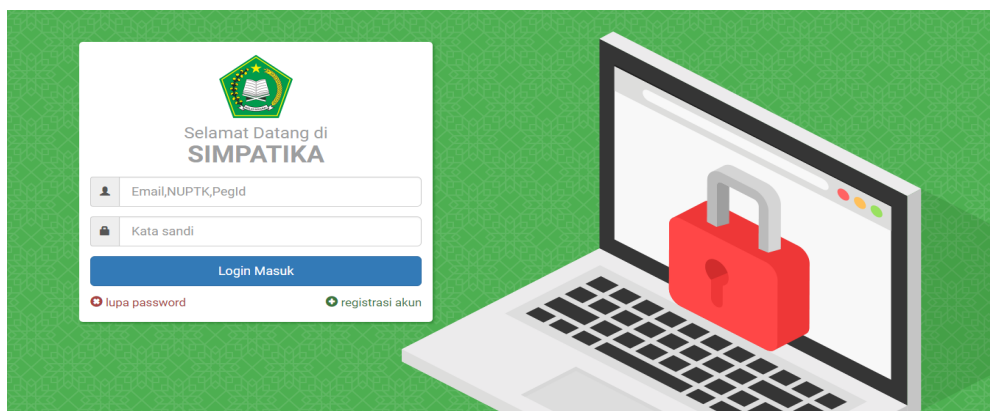 Selamat Datang di
SIMPATIKA
Email,NUPTK,PegId
Kata sandi
Login Masuk
lupa password
registrasi akun